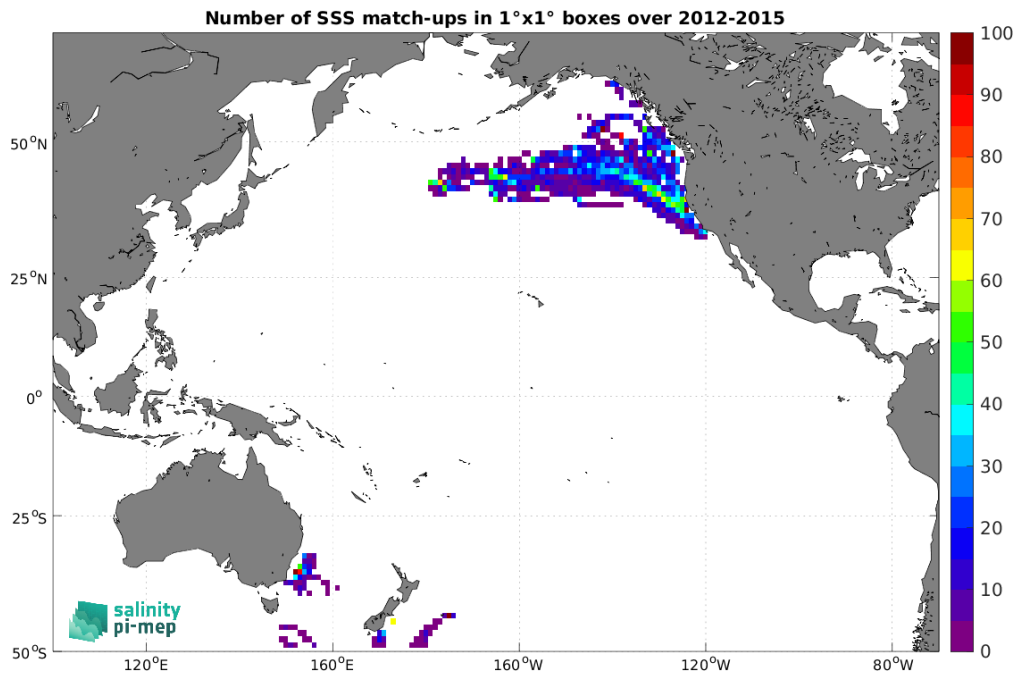 Number of SSS match-ups in 1°x1° boxes over 2012-2015
100
90
80
70
60
50
40
30
20
10
0
50°N
25°N
0°
25°S
50°S
120°E
160°E
160°W
120°W
80°W
salinity
pi-mep